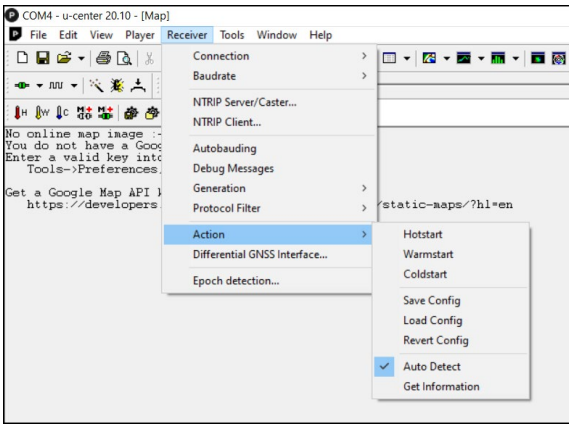 COM4 - u-center 20.10 - [Map]
File Edit View Player Receiver Tools Window Help
Connection
Baudrate
NTRIP Server/Caster...
NTRIP Client...
Autobauding
Debug Messages
Generation
Protocol Filter
Action
Differential GNSS Interface...
Epoch detection...
Hotstart
Warmstart
Coldstart
Save Config
Load Config
Revert Config
Auto Detect
Get Information
No online map image :-
You do not have a Goog
Enter a valid key into
Tools->Preferences.
Get a Google Map API k
https://developers. /static-maps/?hl=en